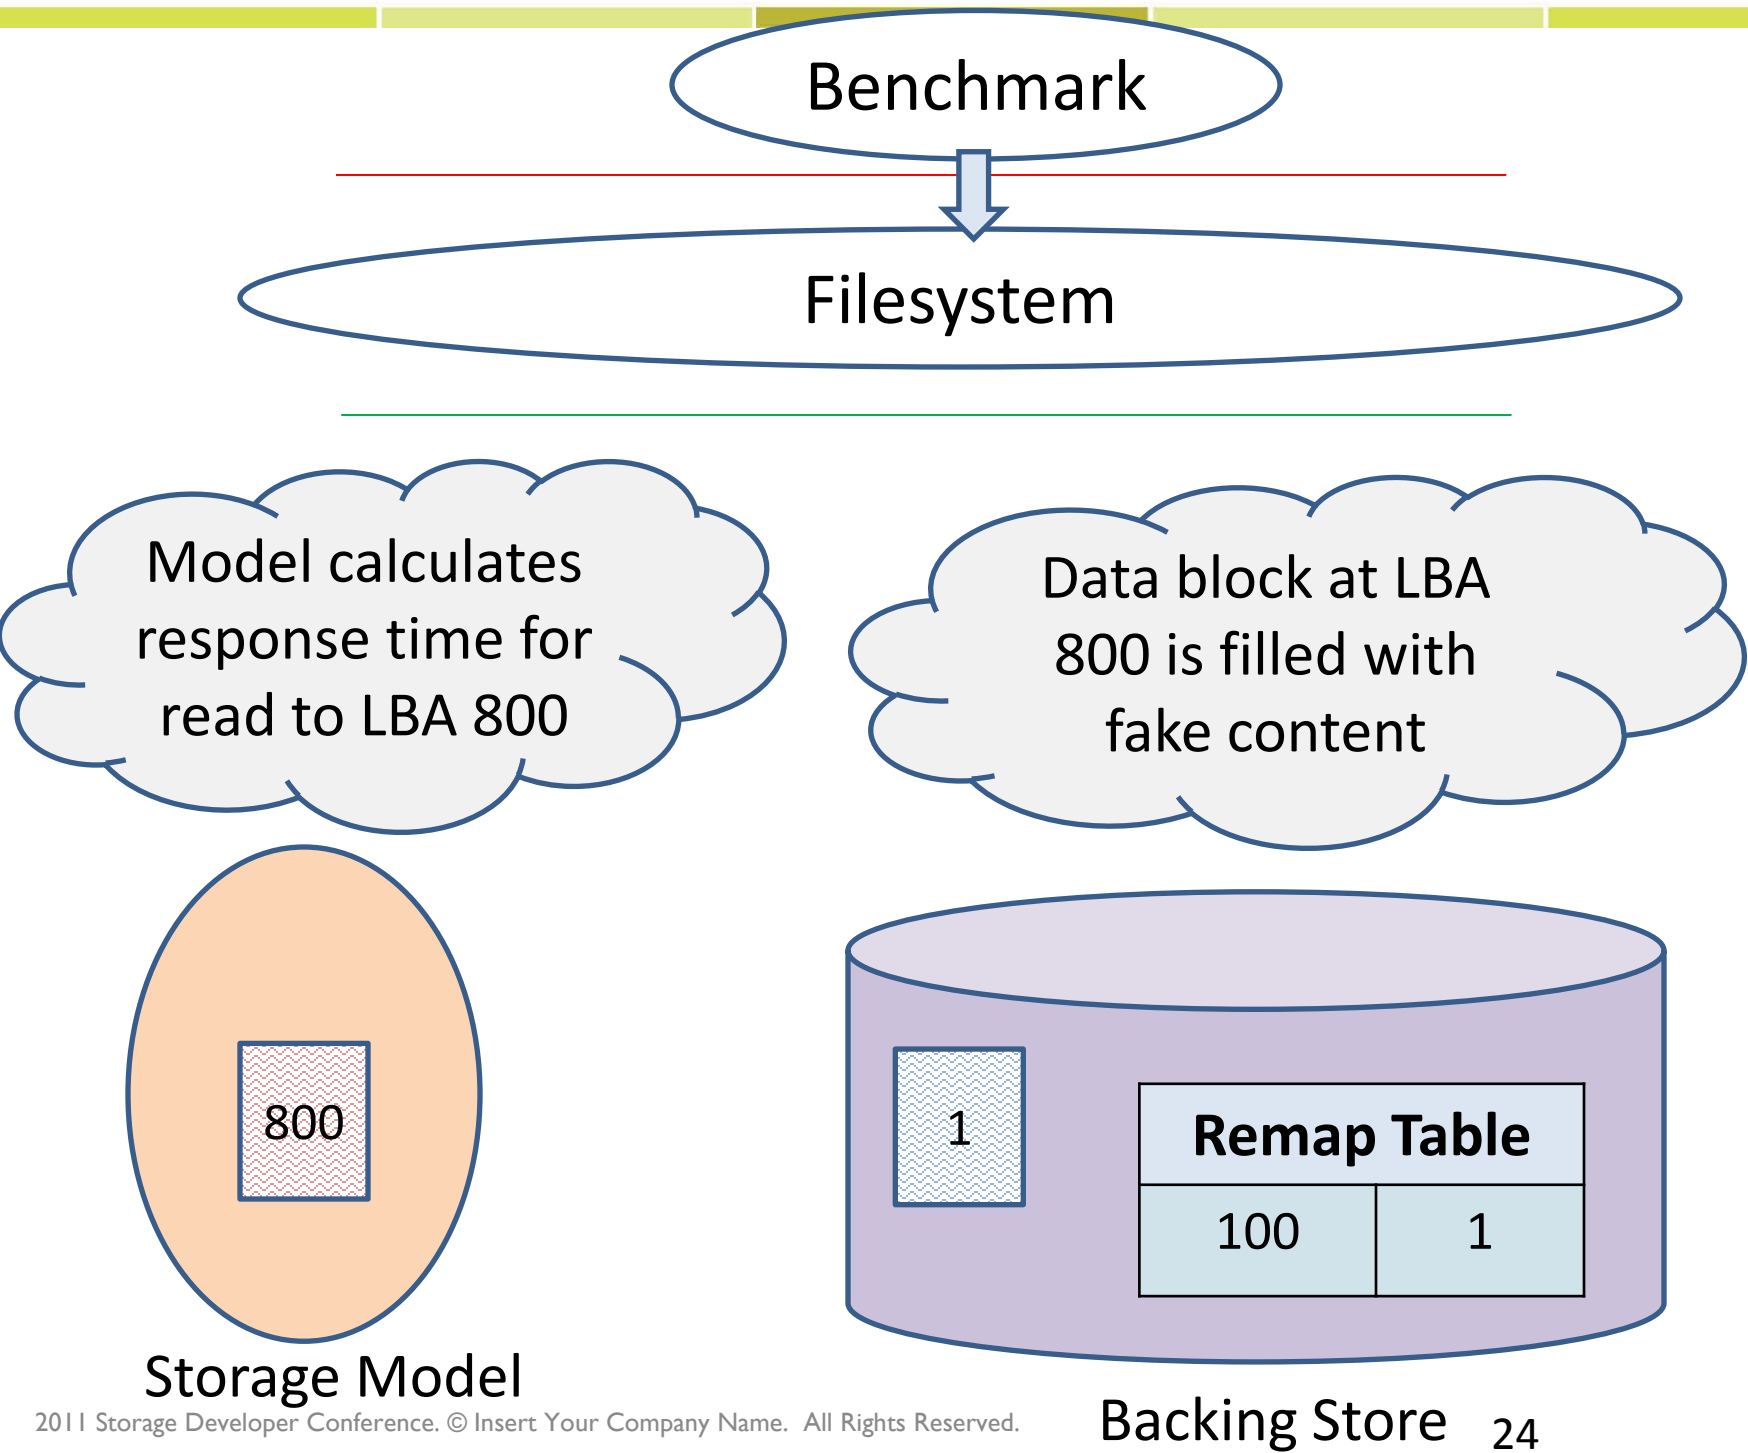 Benchmark
Filesystem
Model calculates
response time for
read to LBA 800
Data block at LBA
800 is filled with
fake content
800
1
Remap Table
100 1
Storage Model
Backing Store
2011 Storage Developer Conference. © Insert Your Company Name. All Rights Reserved.
24